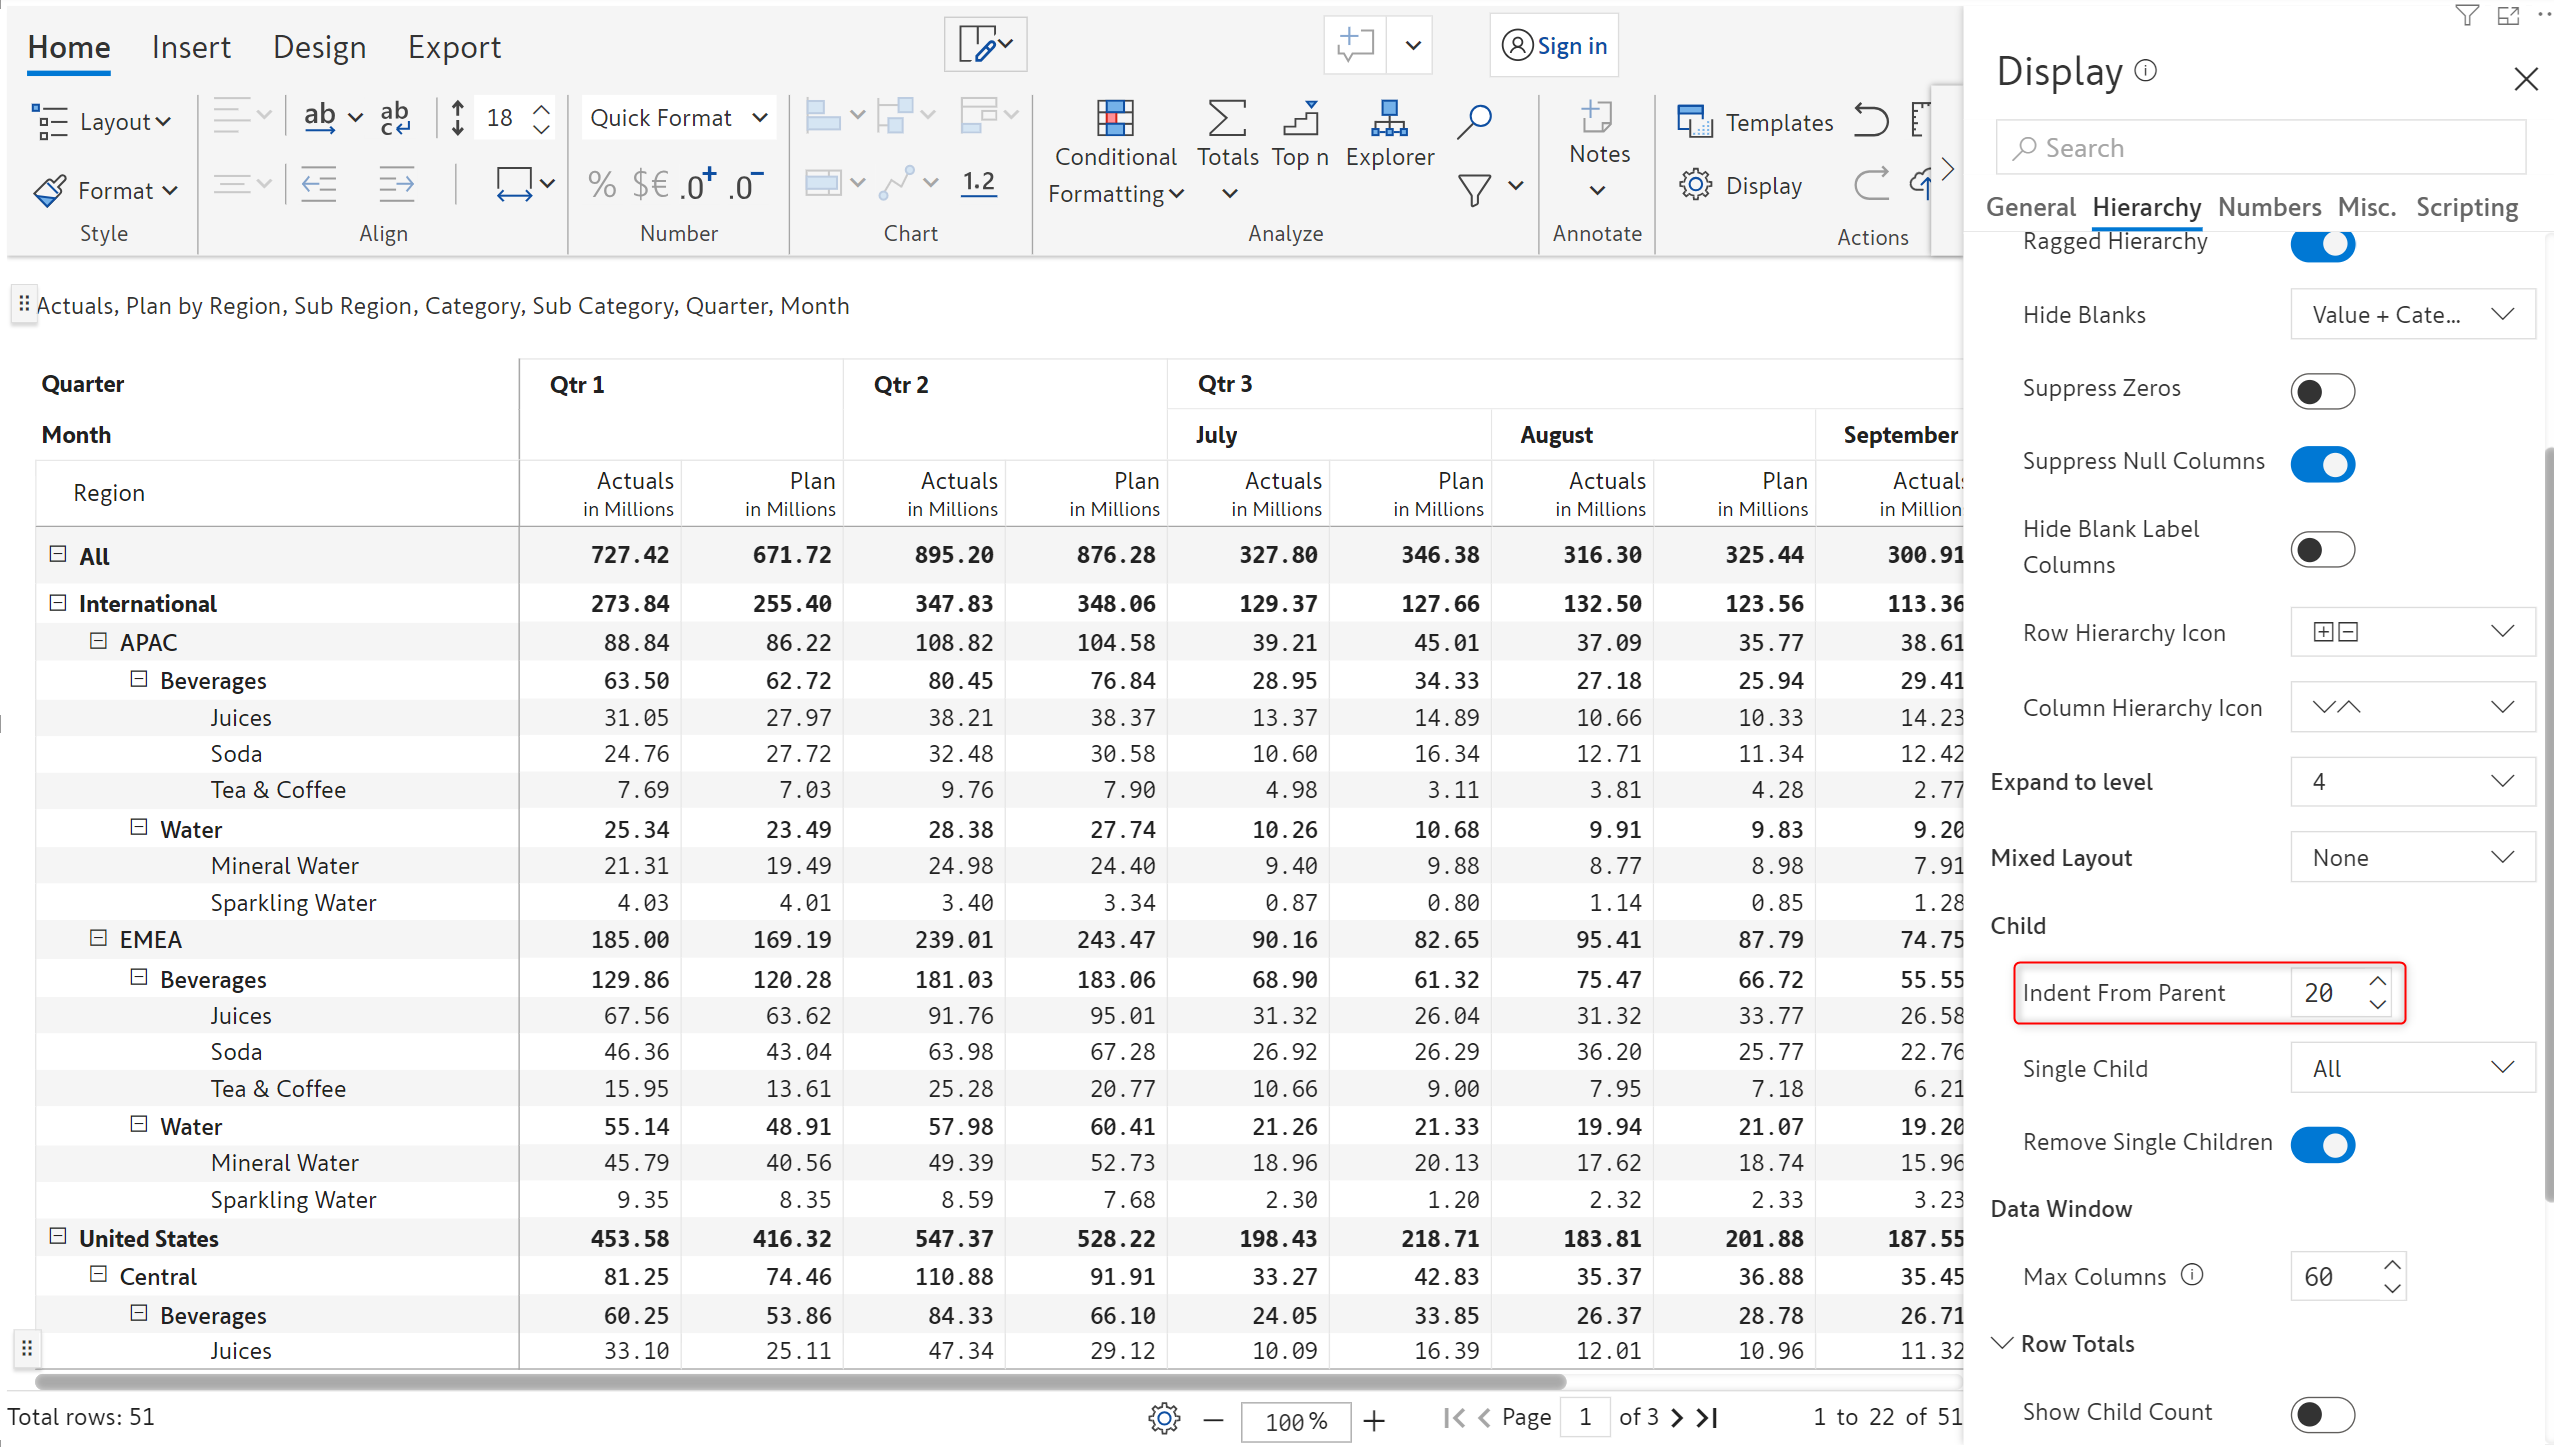 Home Insert Design Export Sign in
Layout ab ab c 18 Quick Format Conditional Formatting Totals Top n Explorer Notes Templates
Format % $€ .0+ .0- 1.2 Display
Style Align Number Chart Analyze Annotate Actions
Actuals, Plan by Region, Sub Region, Category, Sub Category, Quarter, Month
Quarter Qtr 1 Qtr 2 Qtr 3
Month July August September
Region Actuals Plan Actuals Plan Actuals Plan Actuals Plan Actuals
in Millions in Millions in Millions in Millions in Millions in Millions in Millions in Millions in Millions
All 727.42 671.72 895.20 876.28 327.80 346.38 316.30 325.44 300.91
International 273.84 255.40 347.83 348.06 129.37 127.66 132.50 123.56 113.36
APAC 88.84 86.22 108.82 104.58 39.21 45.01 37.09 35.77 38.61
Beverages 63.50 62.72 80.45 76.84 28.95 34.33 27.18 25.94 29.41
Juices 31.05 27.97 38.21 38.37 13.37 14.89 10.66 10.33 14.23
Soda 24.76 27.72 32.48 30.58 10.60 16.34 12.71 11.34 12.42
Tea & Coffee 7.69 7.03 9.76 7.90 4.98 3.11 3.81 4.28 2.77
Water 25.34 23.49 28.38 27.74 10.26 10.68 9.91 9.83 9.20
Mineral Water 21.31 19.49 24.98 24.40 9.40 9.88 8.77 8.98 7.91
Sparkling Water 4.03 4.01 3.40 3.34 0.87 0.80 1.14 0.85 1.28
EMEA 185.00 169.19 239.01 243.47 90.16 82.65 95.41 87.79 74.75
Beverages 129.86 120.28 181.03 183.06 68.90 61.32 75.47 66.72 55.55
Juices 67.56 63.62 91.76 95.01 31.32 26.04 31.32 33.77 26.58
Soda 46.36 43.04 63.98 67.28 26.92 26.29 36.20 25.77 22.76
Tea & Coffee 15.95 13.61 25.28 20.77 10.66 9.00 7.95 7.18 6.21
Water 55.14 48.91 57.98 60.41 21.26 21.33 19.94 21.07 19.20
Mineral Water 45.79 40.56 49.39 52.73 18.96 20.13 17.62 18.74 15.96
Sparkling Water 9.35 8.35 8.59 7.68 2.30 1.20 2.32 2.33 3.23
United States 453.58 416.32 547.37 528.22 198.43 218.71 183.81 201.88 187.55
Central 81.25 74.46 110.88 91.91 33.27 42.83 35.37 36.88 35.45
Beverages 60.25 53.86 84.33 66.10 24.05 33.85 26.37 28.78 26.71
Juices 33.10 25.11 47.34 29.12 10.09 16.39 12.01 10.96 11.32
Total rows: 51 100% Page 1 of 3 1 to 22 of 51
Display
Search
General Hierarchy Numbers Misc. Scripting
Ragged Hierarchy
Hide Blanks Value + Cate...
Suppress Zeros
Suppress Null Columns
Hide Blank Label
Columns
Row Hierarchy Icon
Column Hierarchy Icon
Expand to level 4
Mixed Layout None
Child
Indent From Parent 20
Single Child All
Remove Single Children
Data Window
Max Columns 60
Row Totals
Show Child Count